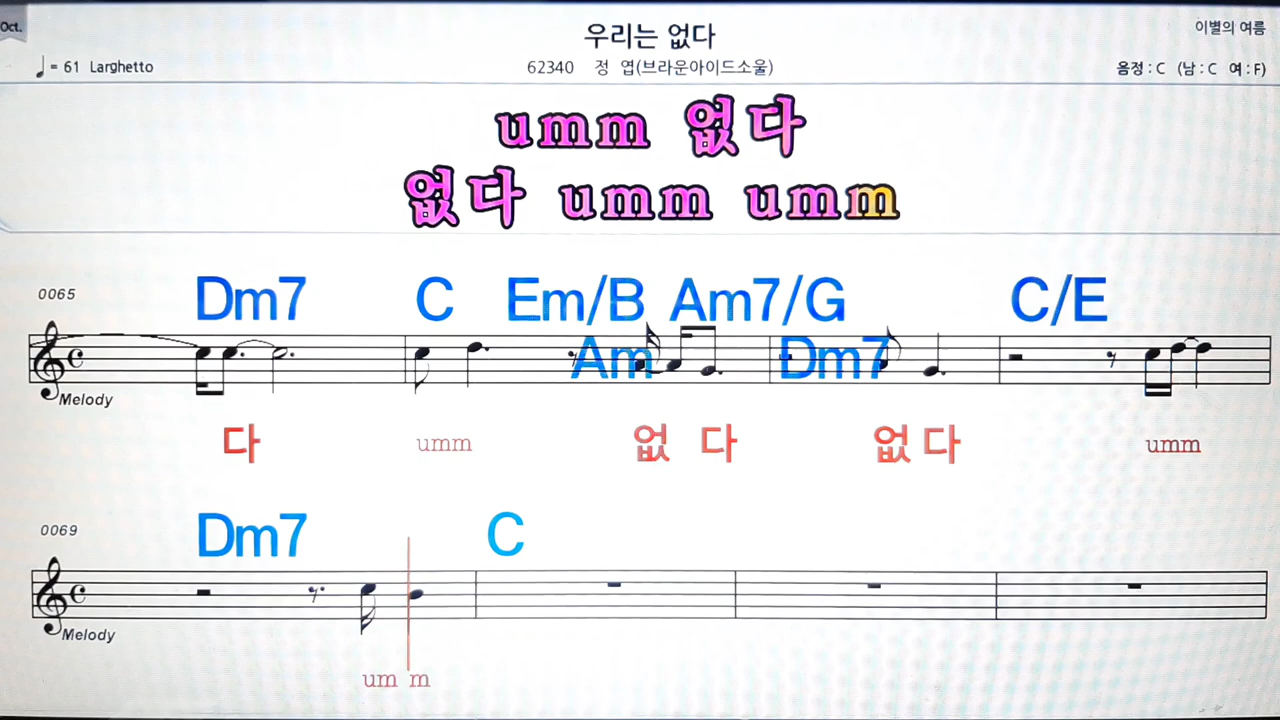 Oct.
우리는 없다
이별의 여름
♩ = 61 Larghetto
62340 정 엽(브라운아이드소울)
음정 : C (남 : C 여 : F)
umm 없다
없다 umm umm
Dm7 C Em/B Am7/G C/E
0065
Am Dm7
Melody
다 umm 없 다 없 다 umm
Dm7 C
0069
Melody
um m